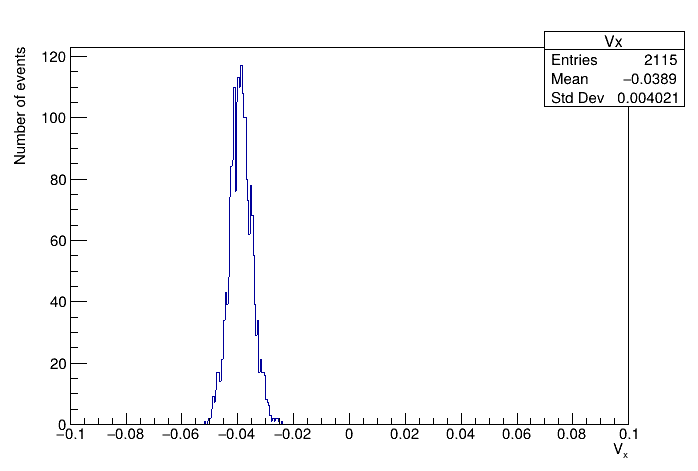 Vx
Entries 2115
Mean −0.0389
Std Dev 0.004021
Number of events
120
100
80
60
40
20
0
−0.1 −0.08 −0.06 −0.04 −0.02 0 0.02 0.04 0.06 0.08 0.1
Vx